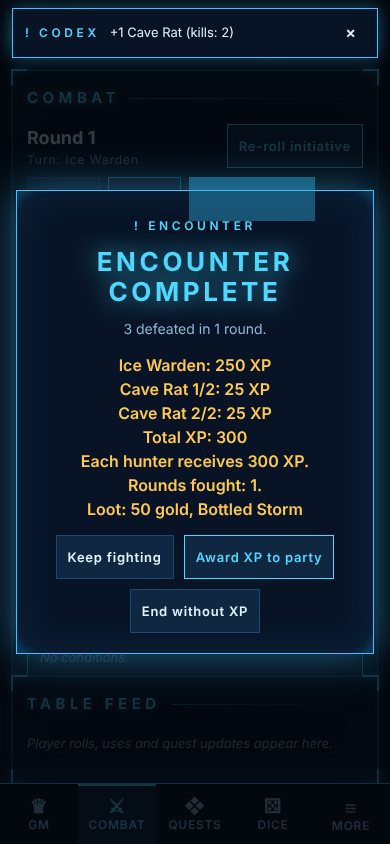 ! CODEX +1 Cave Rat (kills: 2) ×
COMBAT
Round 1
Turn: Ice Warden
Re-roll initiative
! ENCOUNTER
ENCOUNTER
COMPLETE
3 defeated in 1 round.
Ice Warden: 250 XP
Cave Rat 1/2: 25 XP
Cave Rat 2/2: 25 XP
Total XP: 300
Each hunter receives 300 XP.
Rounds fought: 1.
Loot: 50 gold, Bottled Storm
Keep fighting
Award XP to party
End without XP
No conditions.
TABLE FEED
Player rolls, uses and quest updates appear here.
GM COMBAT QUESTS DICE MORE